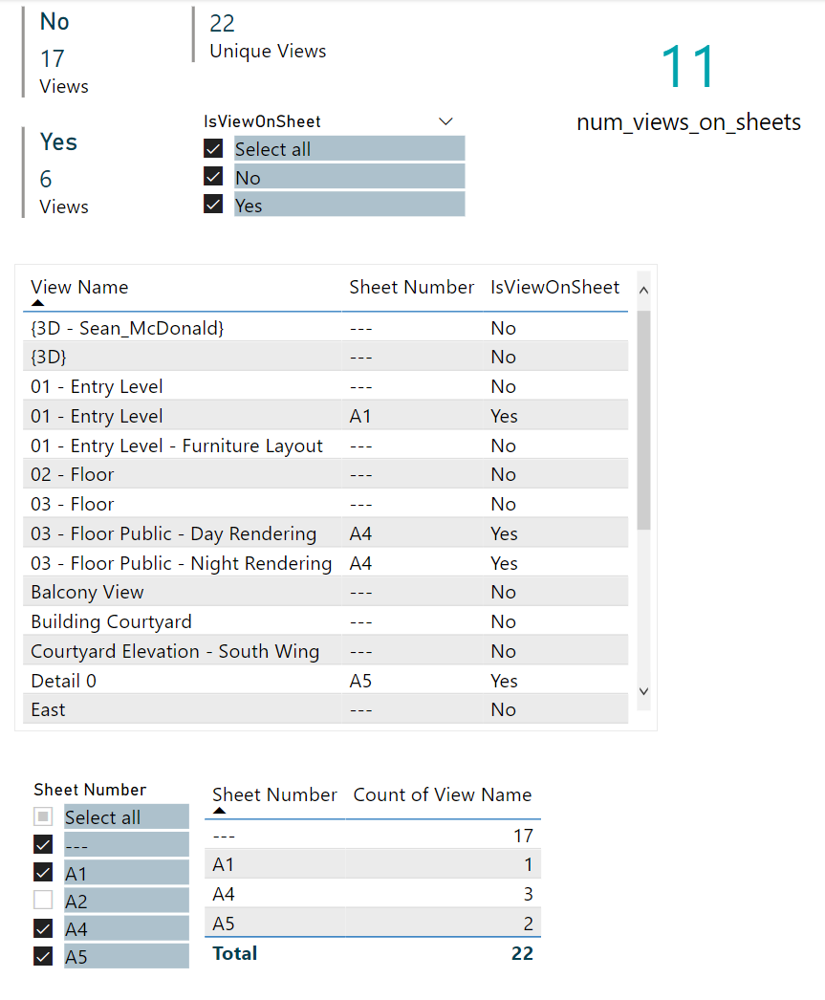 No
17
Views
22
Unique Views
11
num_views_on_sheets
Yes
6
Views
IsViewOnSheet
Select all
No
Yes
View Name Sheet Number IsViewOnSheet
{3D - Sean_McDonald} --- No
{3D} --- No
01 - Entry Level --- No
01 - Entry Level A1 Yes
01 - Entry Level - Furniture Layout --- No
02 - Floor --- No
03 - Floor --- No
03 - Floor Public - Day Rendering A4 Yes
03 - Floor Public - Night Rendering A4 Yes
Balcony View --- No
Building Courtyard --- No
Courtyard Elevation - South Wing --- No
Detail 0 A5 Yes
East --- No
Sheet Number
Select all
---
A1
A2
A4
A5
Sheet Number Count of View Name
--- 17
A1 1
A4 3
A5 2
Total 22